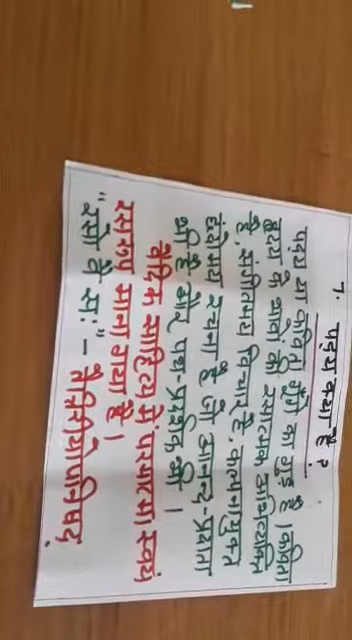 7. पद्य क्या है ?
पद्य या कविता गूँगे का गुड़ है। कविता
हृदय के भावों की रसात्मक अभिव्यक्ति
है, संगीतमय विचार है, कल्पनायुक्त
छंदोमय रचना है जो आनन्द-प्रदाता
भी है और पथ-प्रदर्शक भी।
वैदिक साहित्य में परमात्मा स्वयं
रसरूप माना गया है।
"रसो वै सः" - तैत्तिरीयोपनिषद्